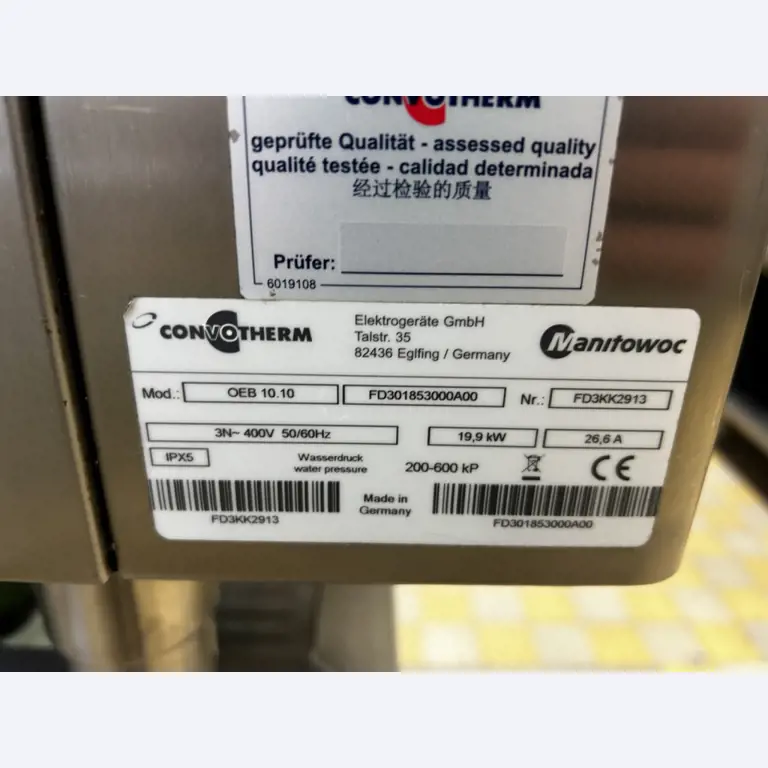 CONVOTHERM
geprüfte Qualität - assessed quality
qualité testée - calidad determinada
经过检验的质量
Prüfer:
6019108
CONVOTHERM
Elektrogeräte GmbH
Talstr. 35
82436 Eglfing / Germany
Manitowoc
Mod.: OEB 10.10 FD301853000A00 Nr.: FD3KK2913
3N~ 400V 50/60Hz 19,9 kW 26,6 A
IPX5 Wasserdruck
water pressure 200-600 kP CE
Made in
Germany
FD3KK2913 FD301853000A00